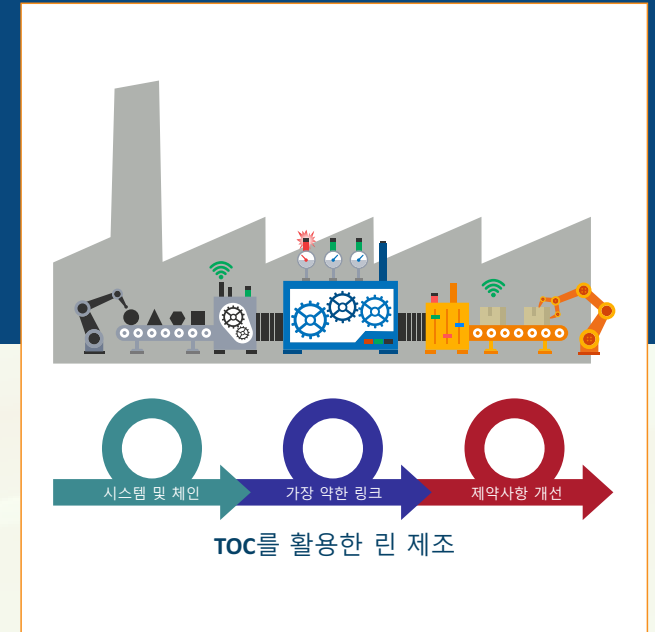 시스템 및 체인
가장 약한 링크
제약사항 개선
TOC를 활용한 린 제조